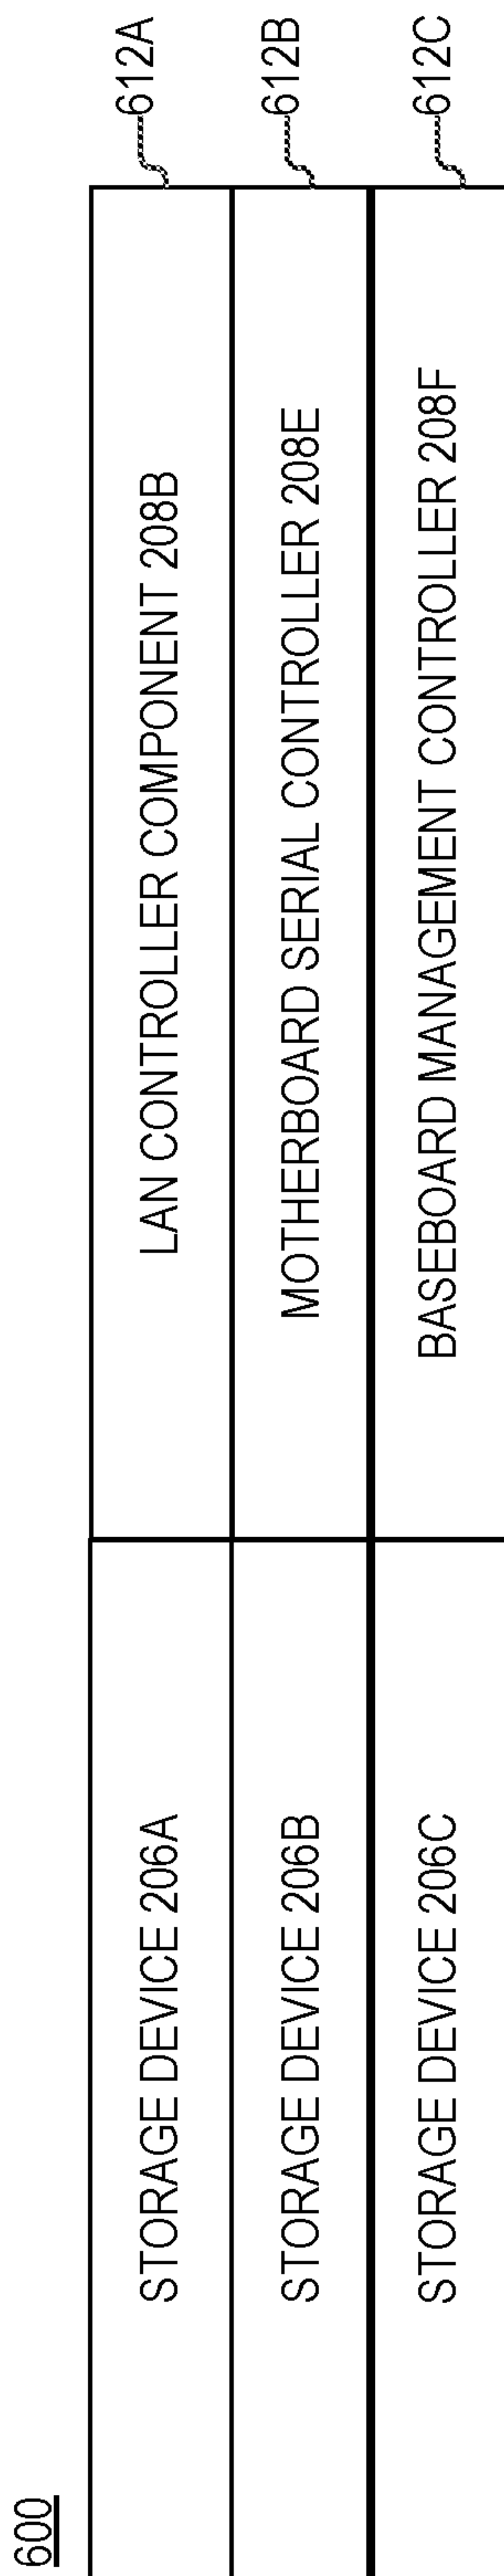 600
STORAGE DEVICE 206A LAN CONTROLLER COMPONENT 208B 612A
STORAGE DEVICE 206B MOTHERBOARD SERIAL CONTROLLER 208E 612B
STORAGE DEVICE 206C BASEBOARD MANAGEMENT CONTROLLER 208F 612C